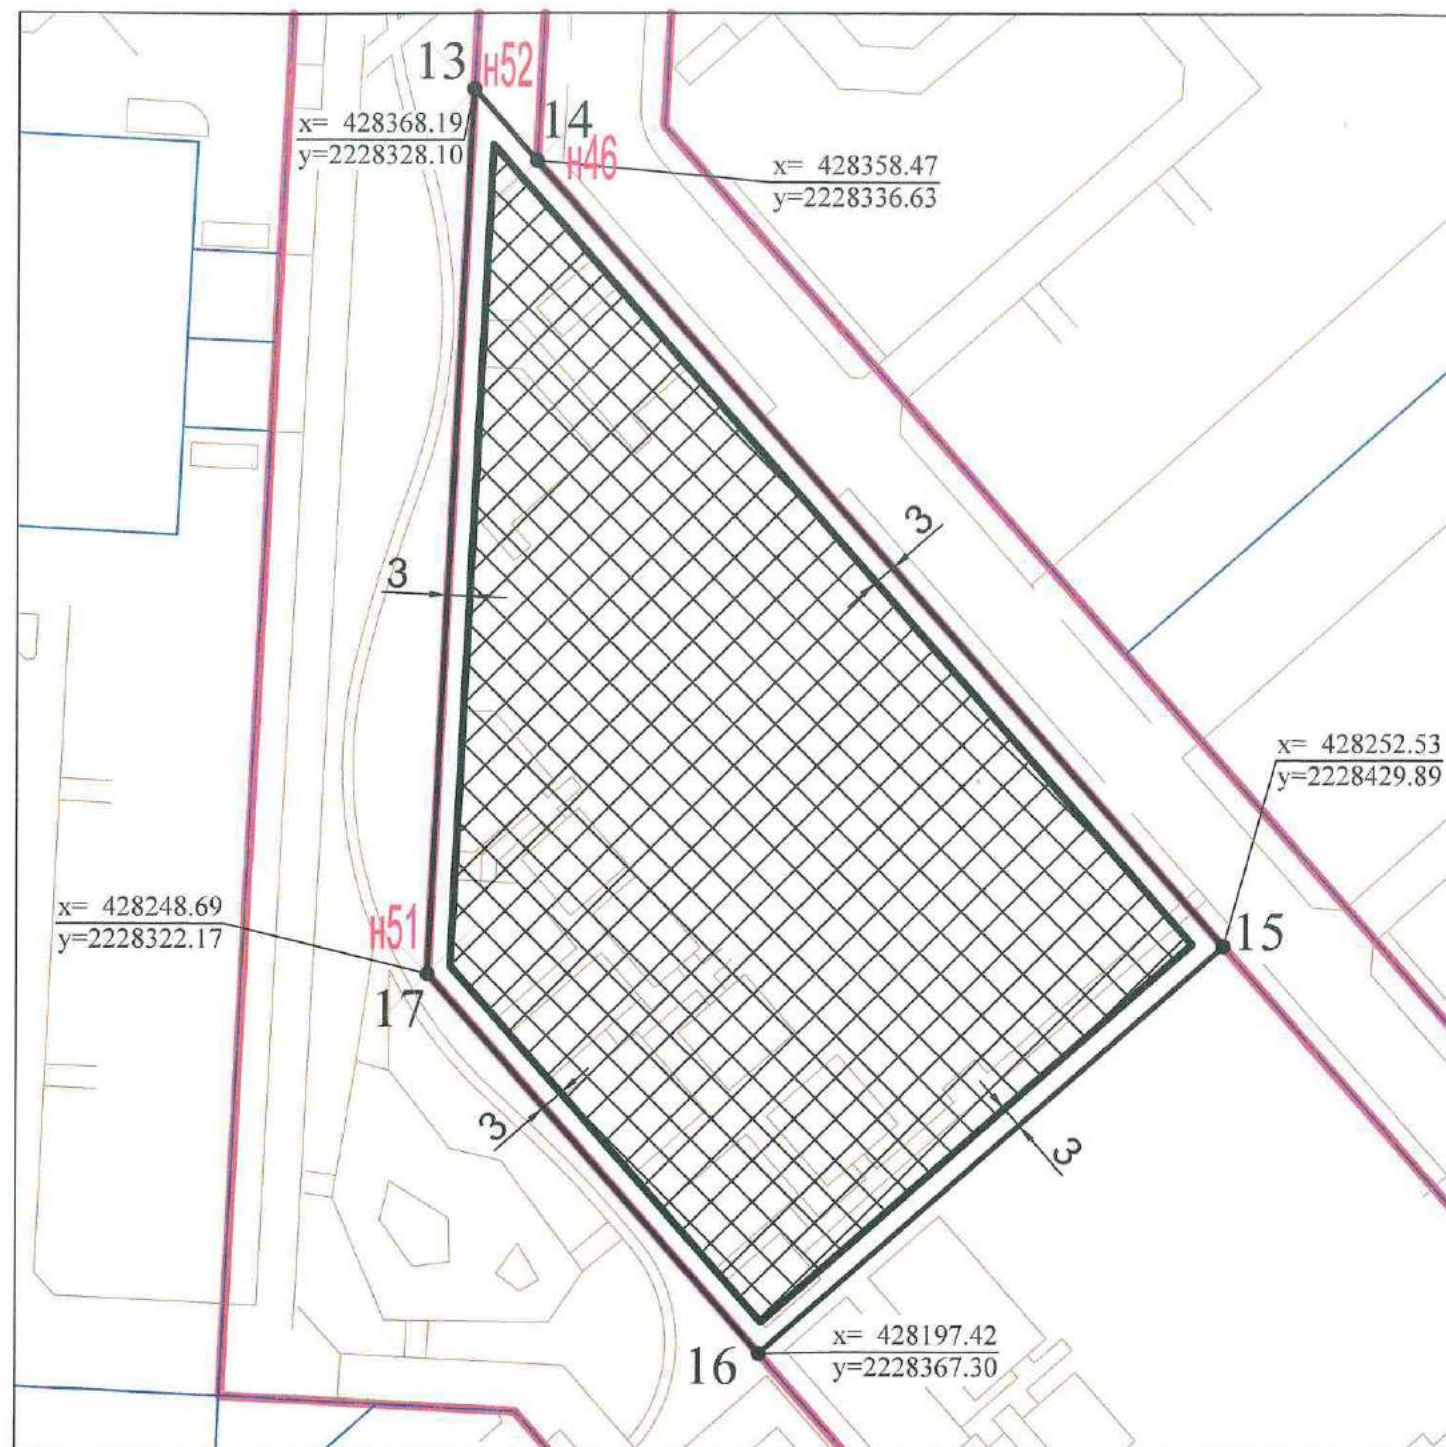 13
н52
x= 428368.19
y=2228328.10
14
н46
x= 428358.47
y=2228336.63
3
3
x= 428252.53
y=2228429.89
x= 428248.69
y=2228322.17
н51
15
17
3
3
x= 428197.42
y=2228367.30
16